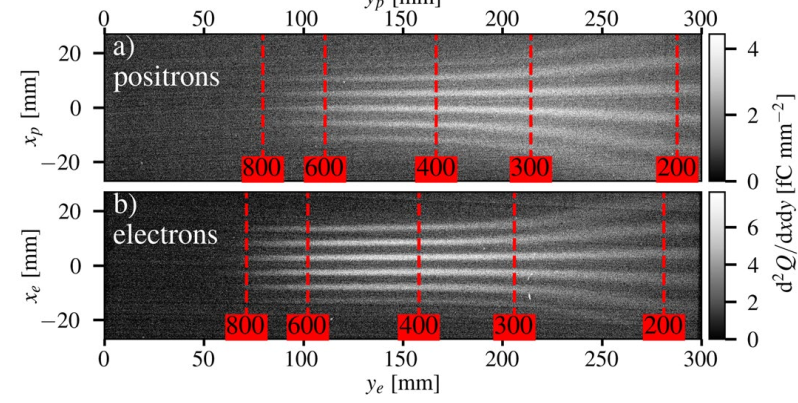 y_p [mm]
0 50 100 150 200 250 300
a)
positrons
20
0
−20
x_p [mm]
800 600 400 300 200
4
2
0
b)
electrons
20
0
−20
x_e [mm]
800 600 400 300 200
6
4
2
0
d²Q/dxdy [fC mm⁻²]
0 50 100 150 200 250 300
y_e [mm]